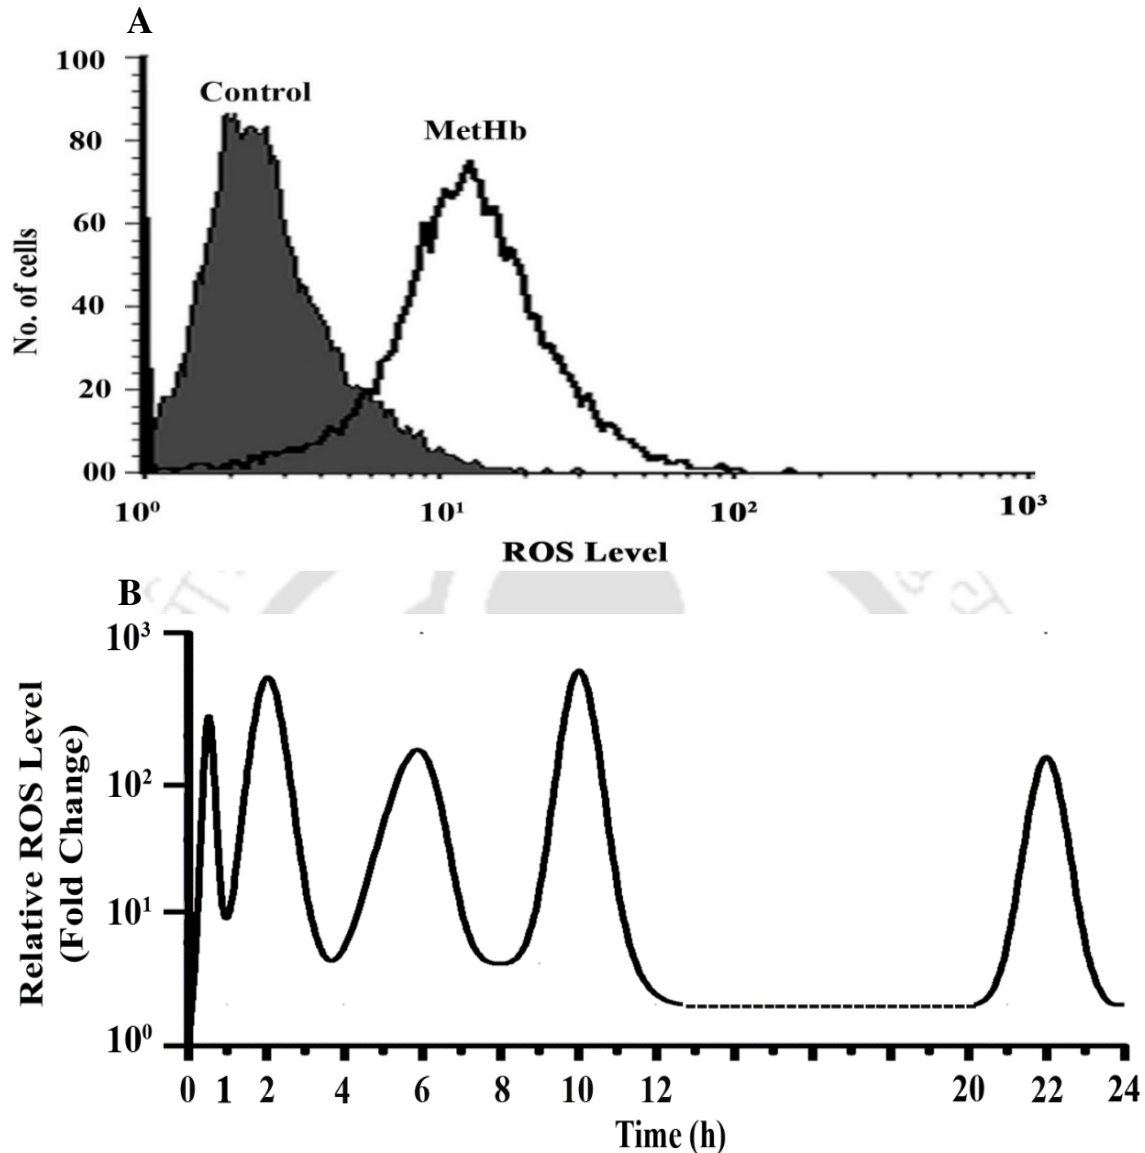 A
100
Control
MetHb
80
60
40
20
00
No. of cells
10⁰ 10¹ 10² 10³
ROS Level
B
10³
10²
10¹
10⁰
Relative ROS Level
(Fold Change)
0 1 2 4 6 8 10 12 20 22 24
Time (h)